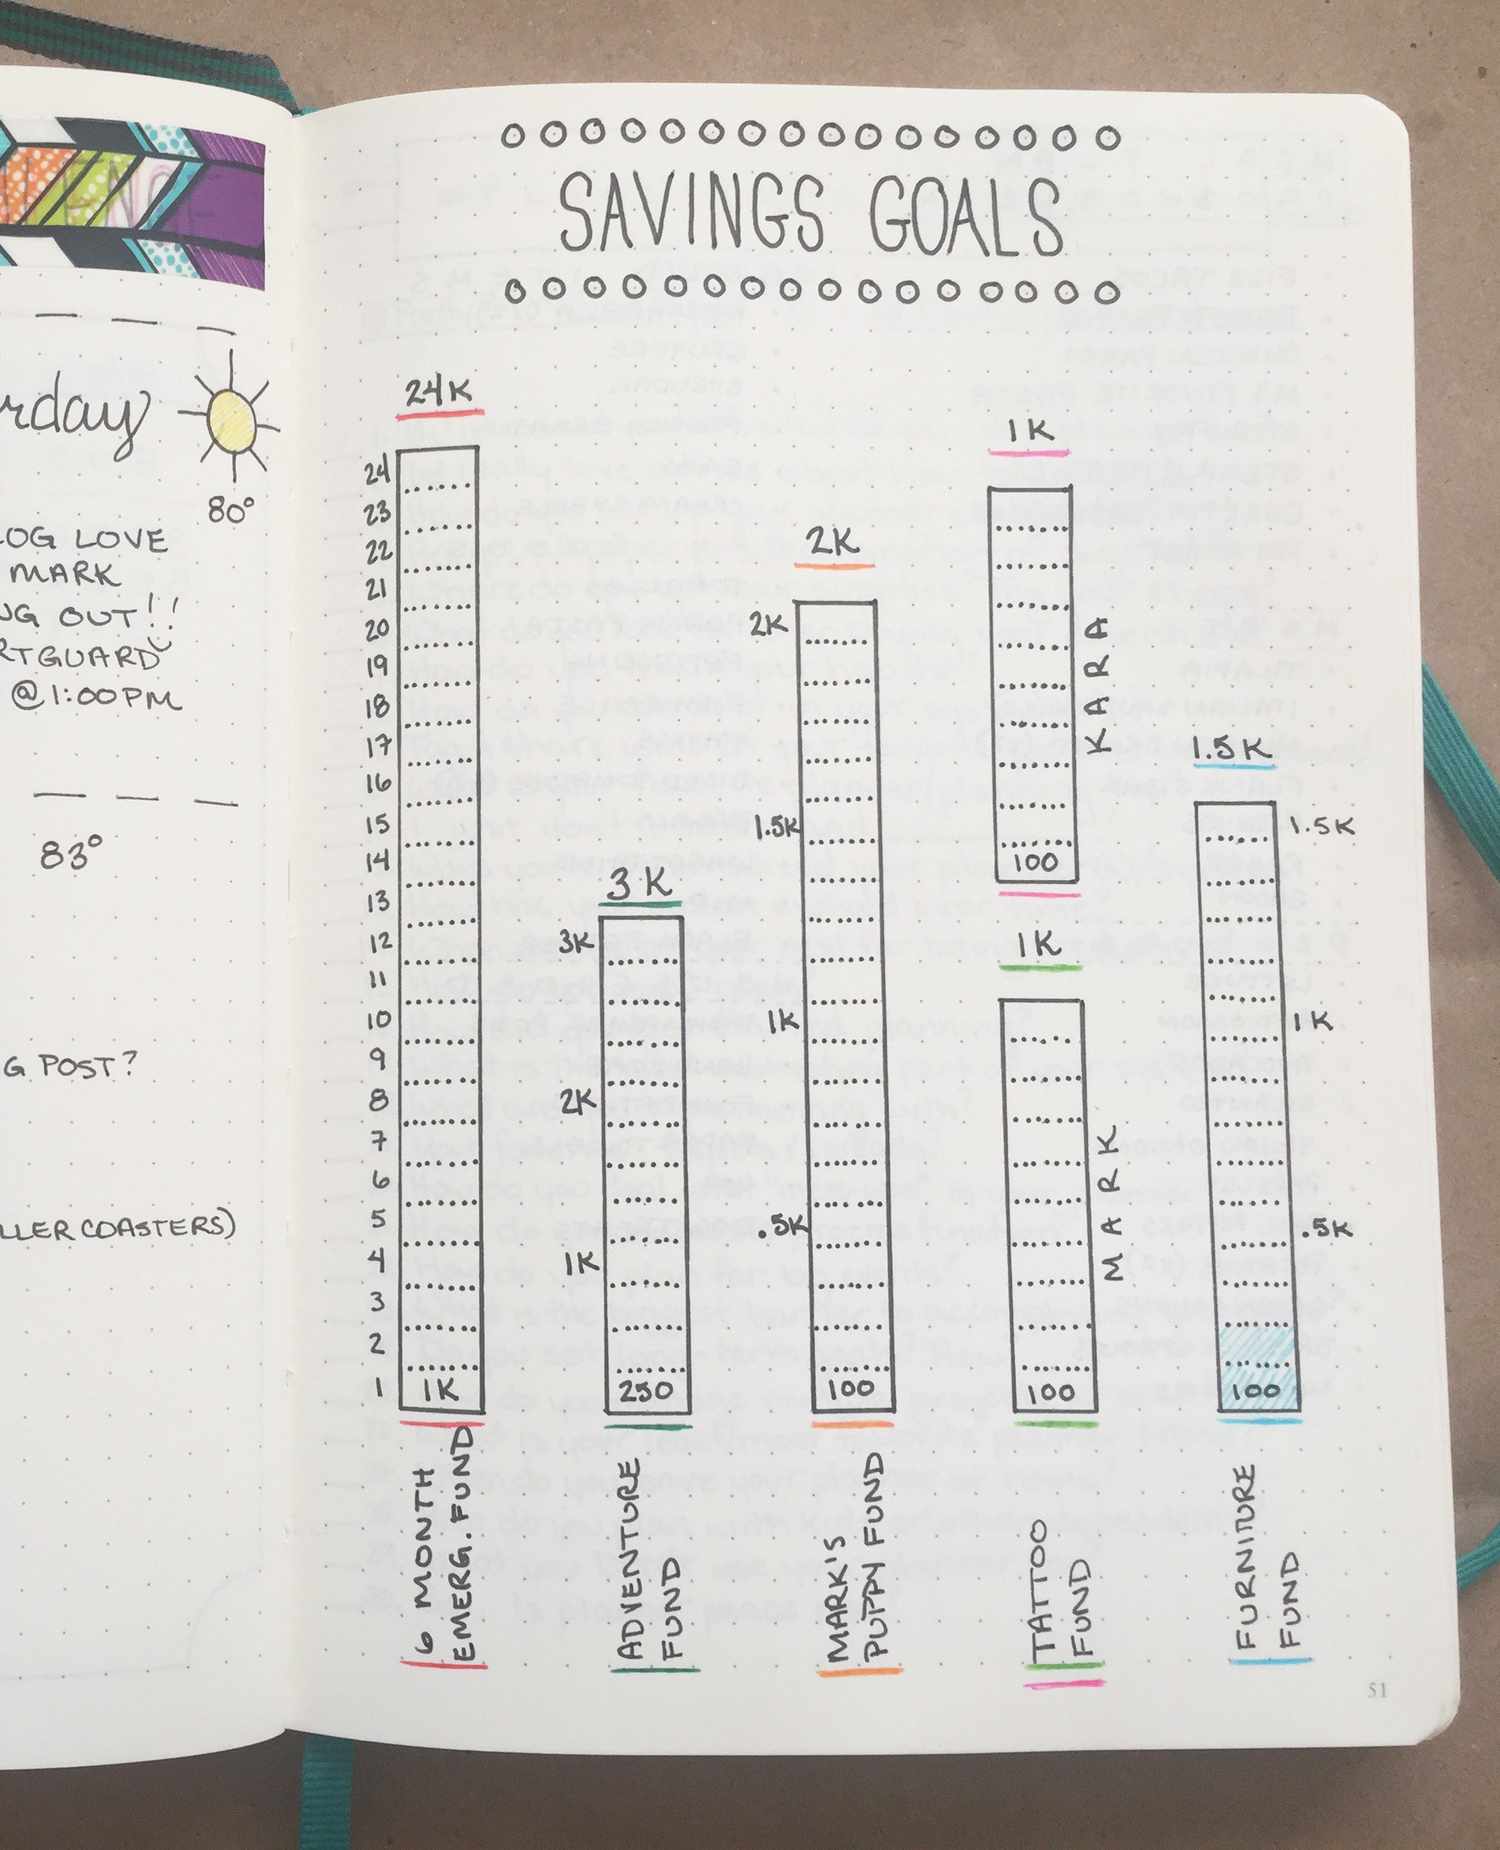 rday
80°
LOG LOVE
MARK
NG OUT!!
RTGUARD
@1:00PM
83°
G POST?
LLER COASTERS)
SAVINGS GOALS
24K
24
23
22
21
20
19
18
17
16
15
14
13
12
11
10
9
8
7
6
5
4
3
2
1
1K
6 MONTH
EMERG. FUND
3K
3K
2K
1K
250
ADVENTURE
FUND
2K
2K
1.5K
1K
.5K
100
MARK'S
PUPPY FUND
1K
KARA
100
1K
MARK
100
TATTOO
FUND
1.5K
1.5K
1K
.5K
100
FURNITURE
FUND
51